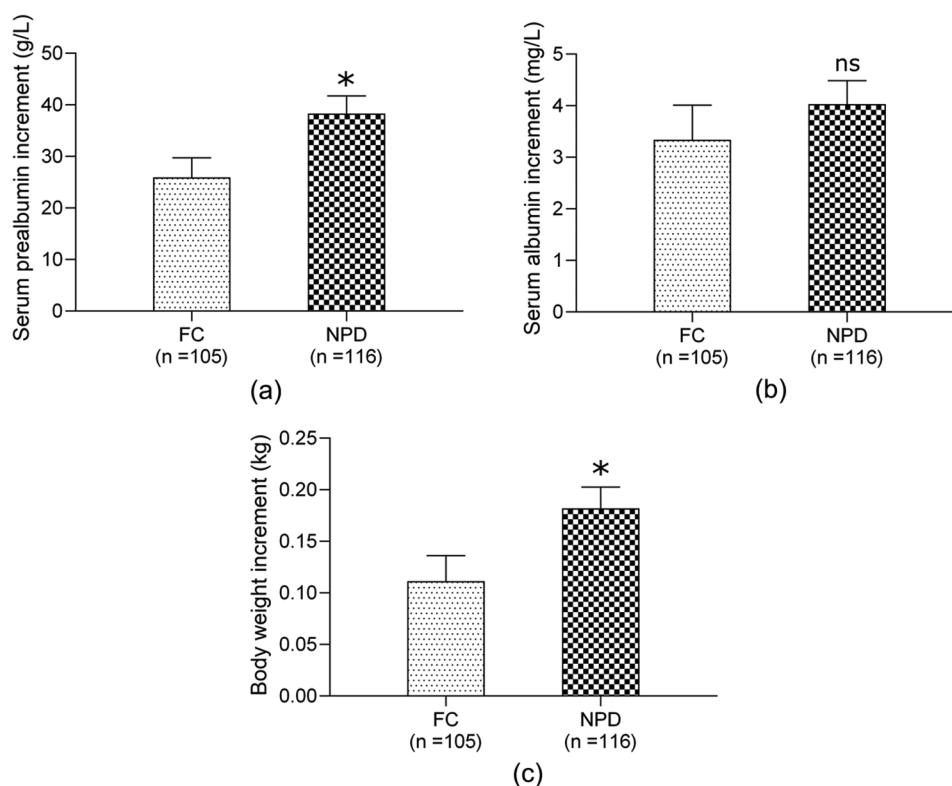 Serum prealbumin increment (g/L)
50
40
30
20
10
0
*
FC
(n =105)
NPD
(n =116)
(a)
Serum albumin increment (mg/L)
5
4
3
2
1
0
ns
FC
(n =105)
NPD
(n =116)
(b)
Body weight increment (kg)
0.25
0.20
0.15
0.10
0.05
0.00
*
FC
(n =105)
NPD
(n =116)
(c)